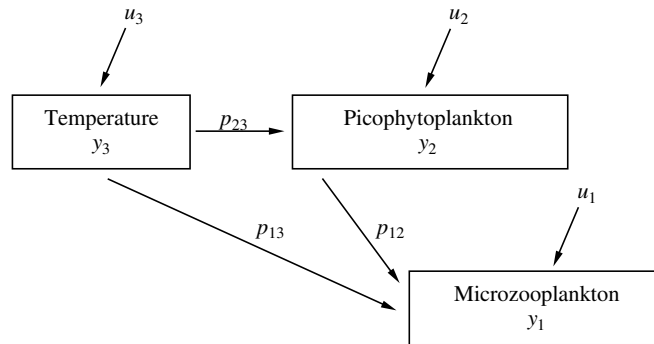 u₃
u₂
Temperature
y₃
p₂₃
Picophytoplankton
y₂
u₁
p₁₃
p₁₂
Microzooplankton
y₁